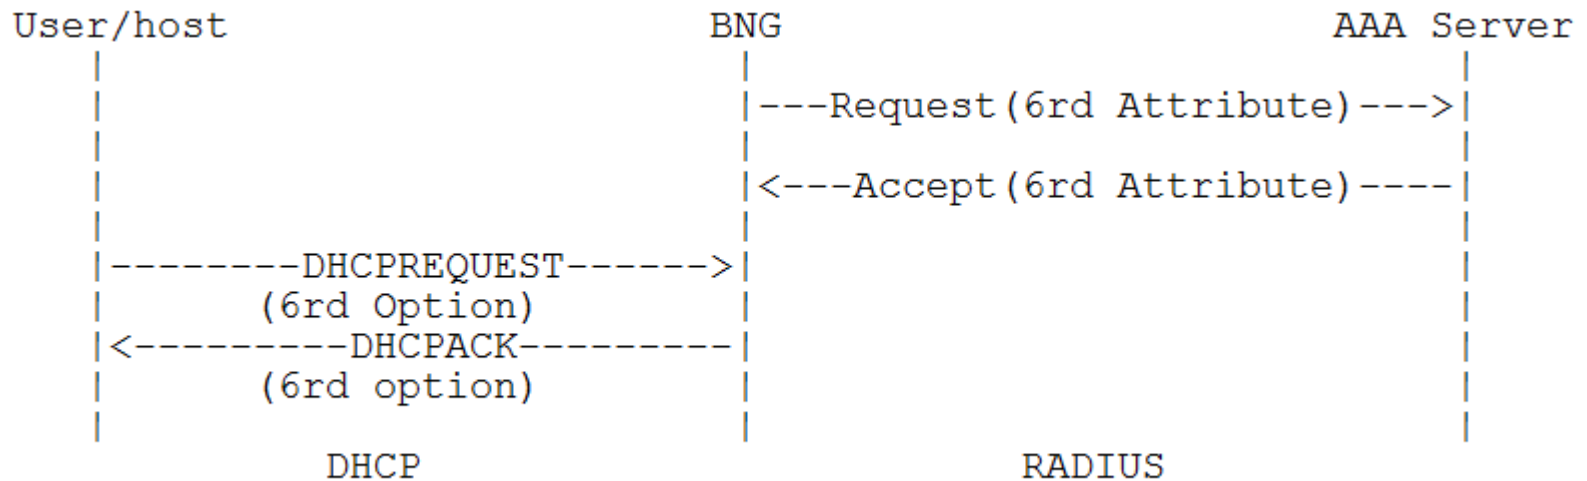 User/host BNG AAA Server
|---Request(6rd Attribute)--->|
|<---Accept(6rd Attribute)----|
|--------DHCPREQUEST------>|
(6rd Option)
|<---------DHCPACK---------|
(6rd option)
DHCP RADIUS